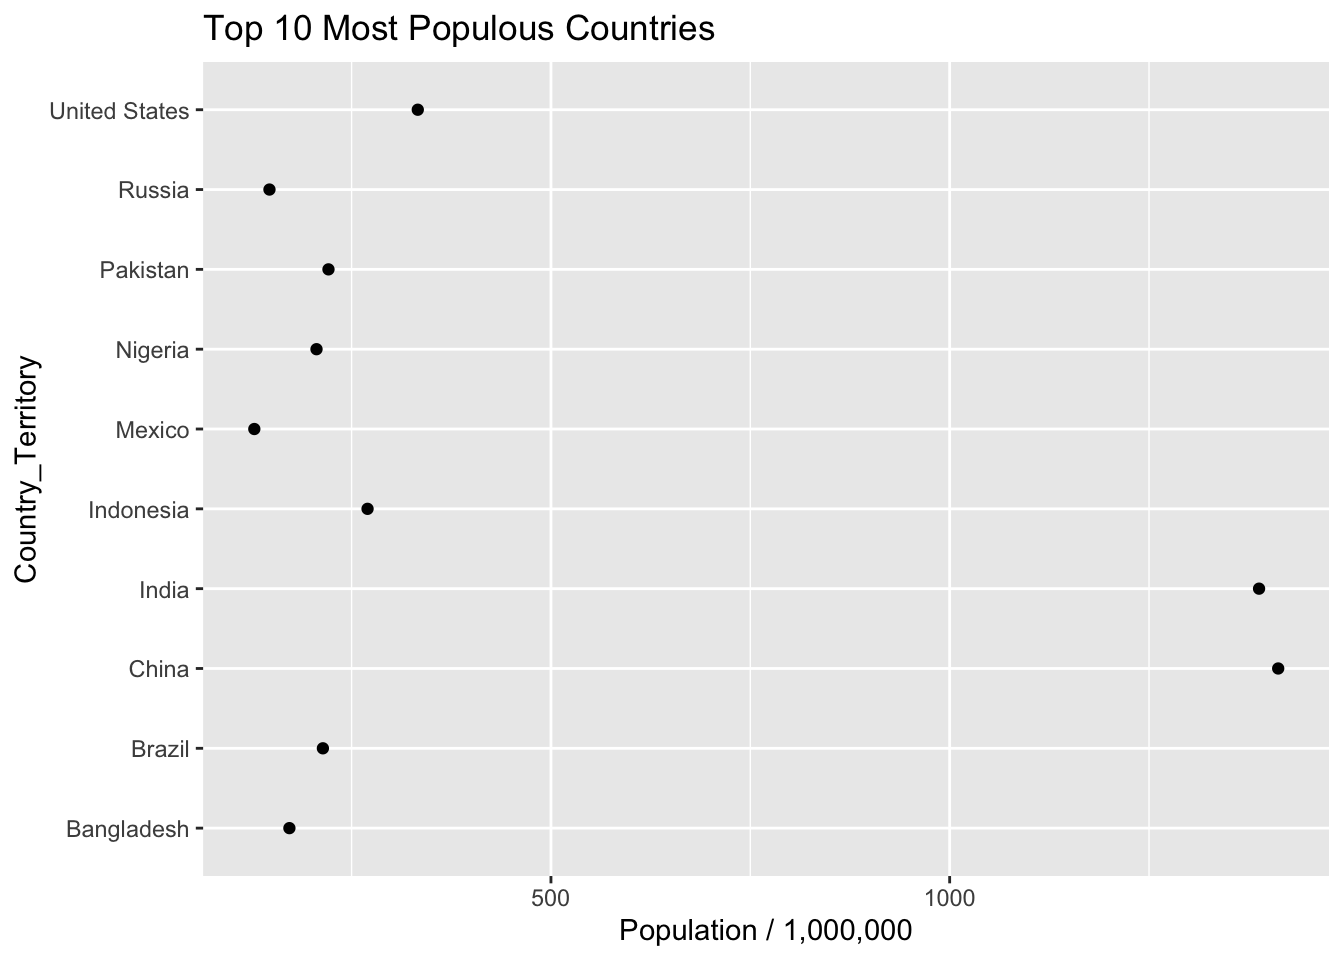 Top 10 Most Populous Countries
Country_Territory
United States
Russia
Pakistan
Nigeria
Mexico
Indonesia
India
China
Brazil
Bangladesh
500 1000
Population / 1,000,000